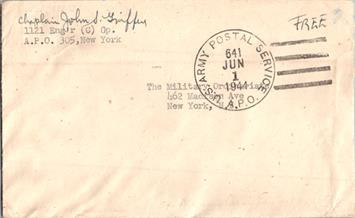 Chaplain John S. Griffin
1121 Engr (C) Gp.
A.P.O. 305, New York
FREE
U.S. ARMY POSTAL SERVICE
641
JUN
1
1944
A.P.O.
The Military Ordinariate
462 Madison Ave
New York,